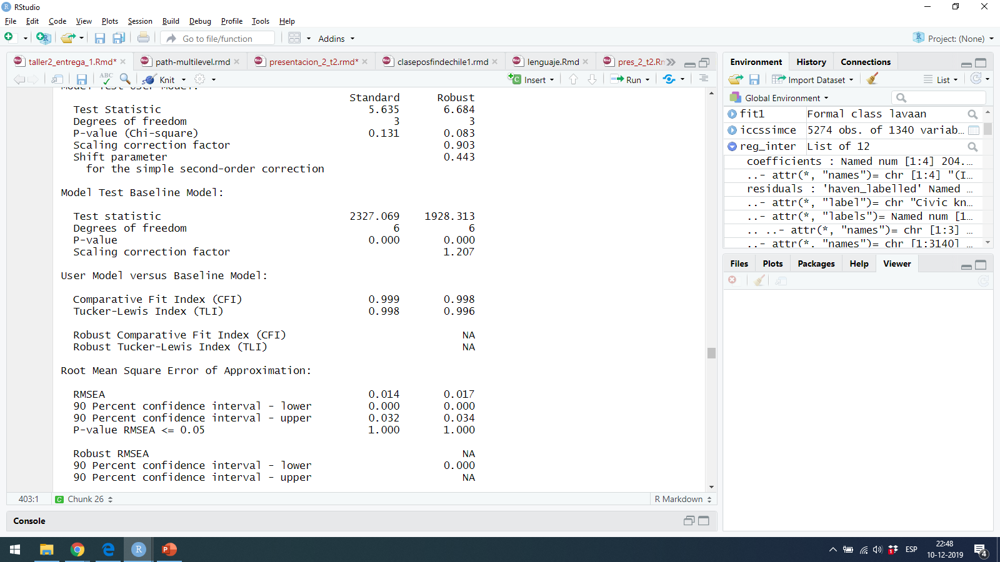 RStudio
File Edit Code View Plots Session Build Debug Profile Tools Help
Go to file/function Addins Project: (None)
taller2_entrega_1.Rmd* path-multilevel.rmd presentacion_2_t2.rmd* claseposfindechile1.rmd lenguaje.Rmd pres_2_t2.Rn
ABC Knit Insert Run
Standard Robust
Test Statistic 5.635 6.684
Degrees of freedom 3 3
P-value (Chi-square) 0.131 0.083
Scaling correction factor 0.903
Shift parameter 0.443
for the simple second-order correction
Model Test Baseline Model:
Test statistic 2327.069 1928.313
Degrees of freedom 6 6
P-value 0.000 0.000
Scaling correction factor 1.207
User Model versus Baseline Model:
Comparative Fit Index (CFI) 0.999 0.998
Tucker-Lewis Index (TLI) 0.998 0.996
Robust Comparative Fit Index (CFI) NA
Robust Tucker-Lewis Index (TLI) NA
Root Mean Square Error of Approximation:
RMSEA 0.014 0.017
90 Percent confidence interval - lower 0.000 0.000
90 Percent confidence interval - upper 0.032 0.034
P-value RMSEA <= 0.05 1.000 1.000
Robust RMSEA NA
90 Percent confidence interval - lower 0.000
90 Percent confidence interval - upper NA
403:1 C Chunk 26 R Markdown
Console
Environment History Connections
Import Dataset List
Global Environment
fit1 Formal class lavaan
iccssimce 5274 obs. of 1340 variab…
reg_inter List of 12
coefficients : Named num [1:4] 204.…
..- attr(*, "names")= chr [1:4] "(I…
residuals : 'haven_labelled' Named …
..- attr(*, "label")= chr "Civic kn…
..- attr(*, "labels")= Named num [1…
.. ..- attr(*, "names")= chr [1:3] …
..- attr(*, "names")= chr [1:3140] …
Files Plots Packages Help Viewer
ESP 22:48
10-12-2019 4